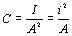 C = I / A² = i² / A